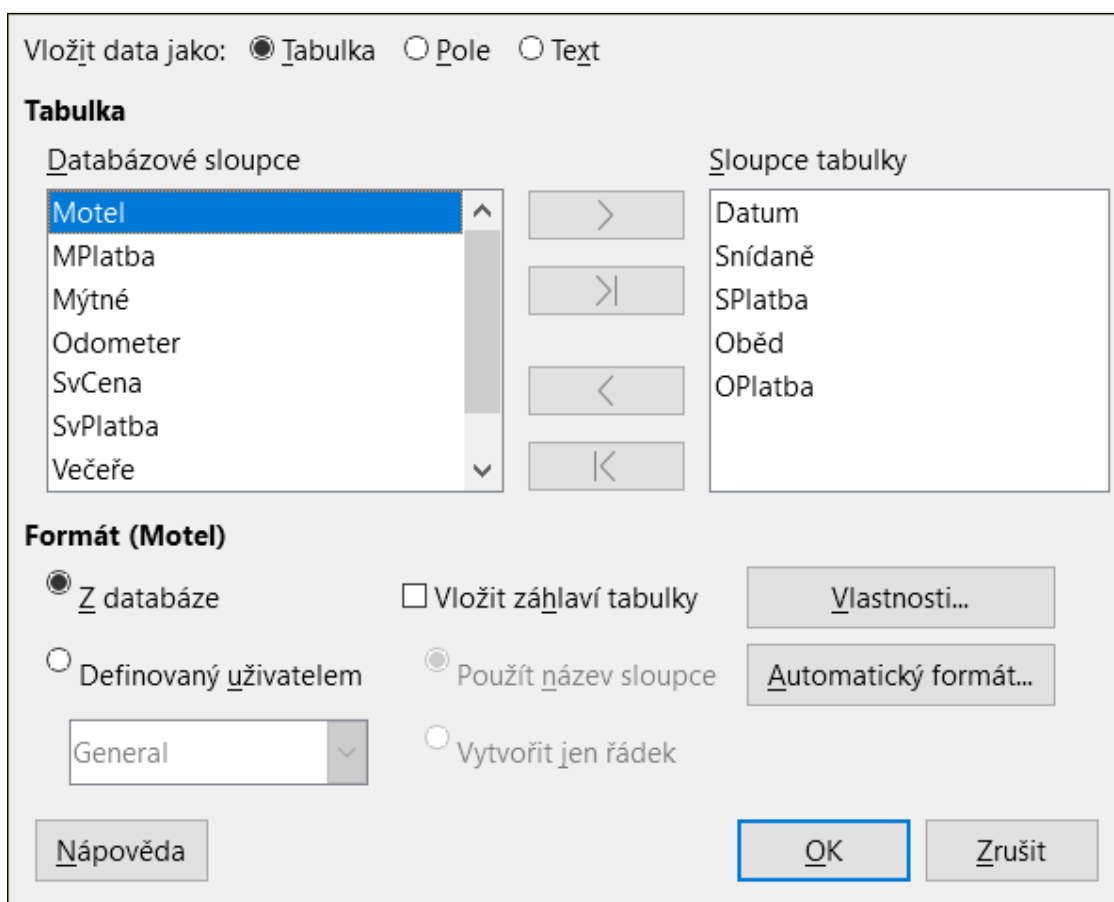 Vložit data jako: Tabulka Pole Text
Tabulka
Databázové sloupce
Sloupce tabulky
Motel
MPlatba
Mýtné
Odometer
SvCena
SvPlatba
Večeře
Datum
Snídaně
SPlatba
Oběd
OPlatba
Formát (Motel)
Z databáze
Vložit záhlaví tabulky
Vlastnosti...
Definovaný uživatelem
Použít název sloupce
Automatický formát...
General
Vytvořit jen řádek
Nápověda
OK
Zrušit